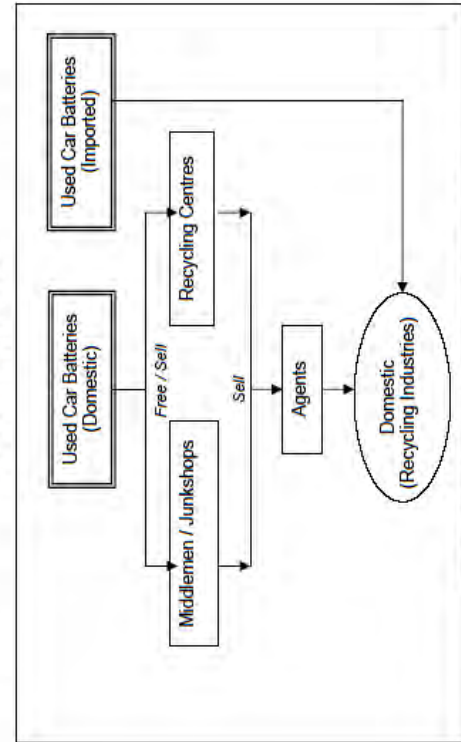 Used Car Batteries
(Domestic)
Used Car Batteries
(Imported)
Free / Sell
Middlemen / Junkshops
Recycling Centres
Sell
Agents
Domestic
(Recycling Industries)